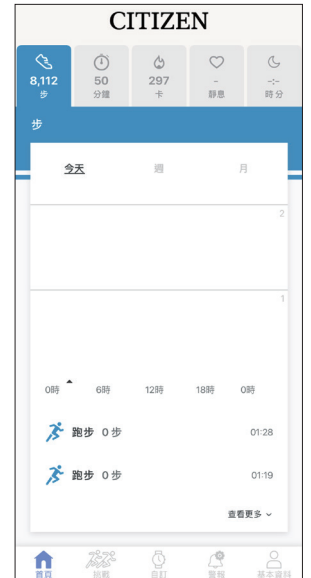 CITIZEN
8,112 50 297 - -:-
步 分鐘 卡 靜息 時分
步
今天 週 月
2
1
0時 6時 12時 18時 0時
跑步 0 步 01:28
跑步 0 步 01:19
查看更多
首頁 挑戰 自訂 警報 基本資料